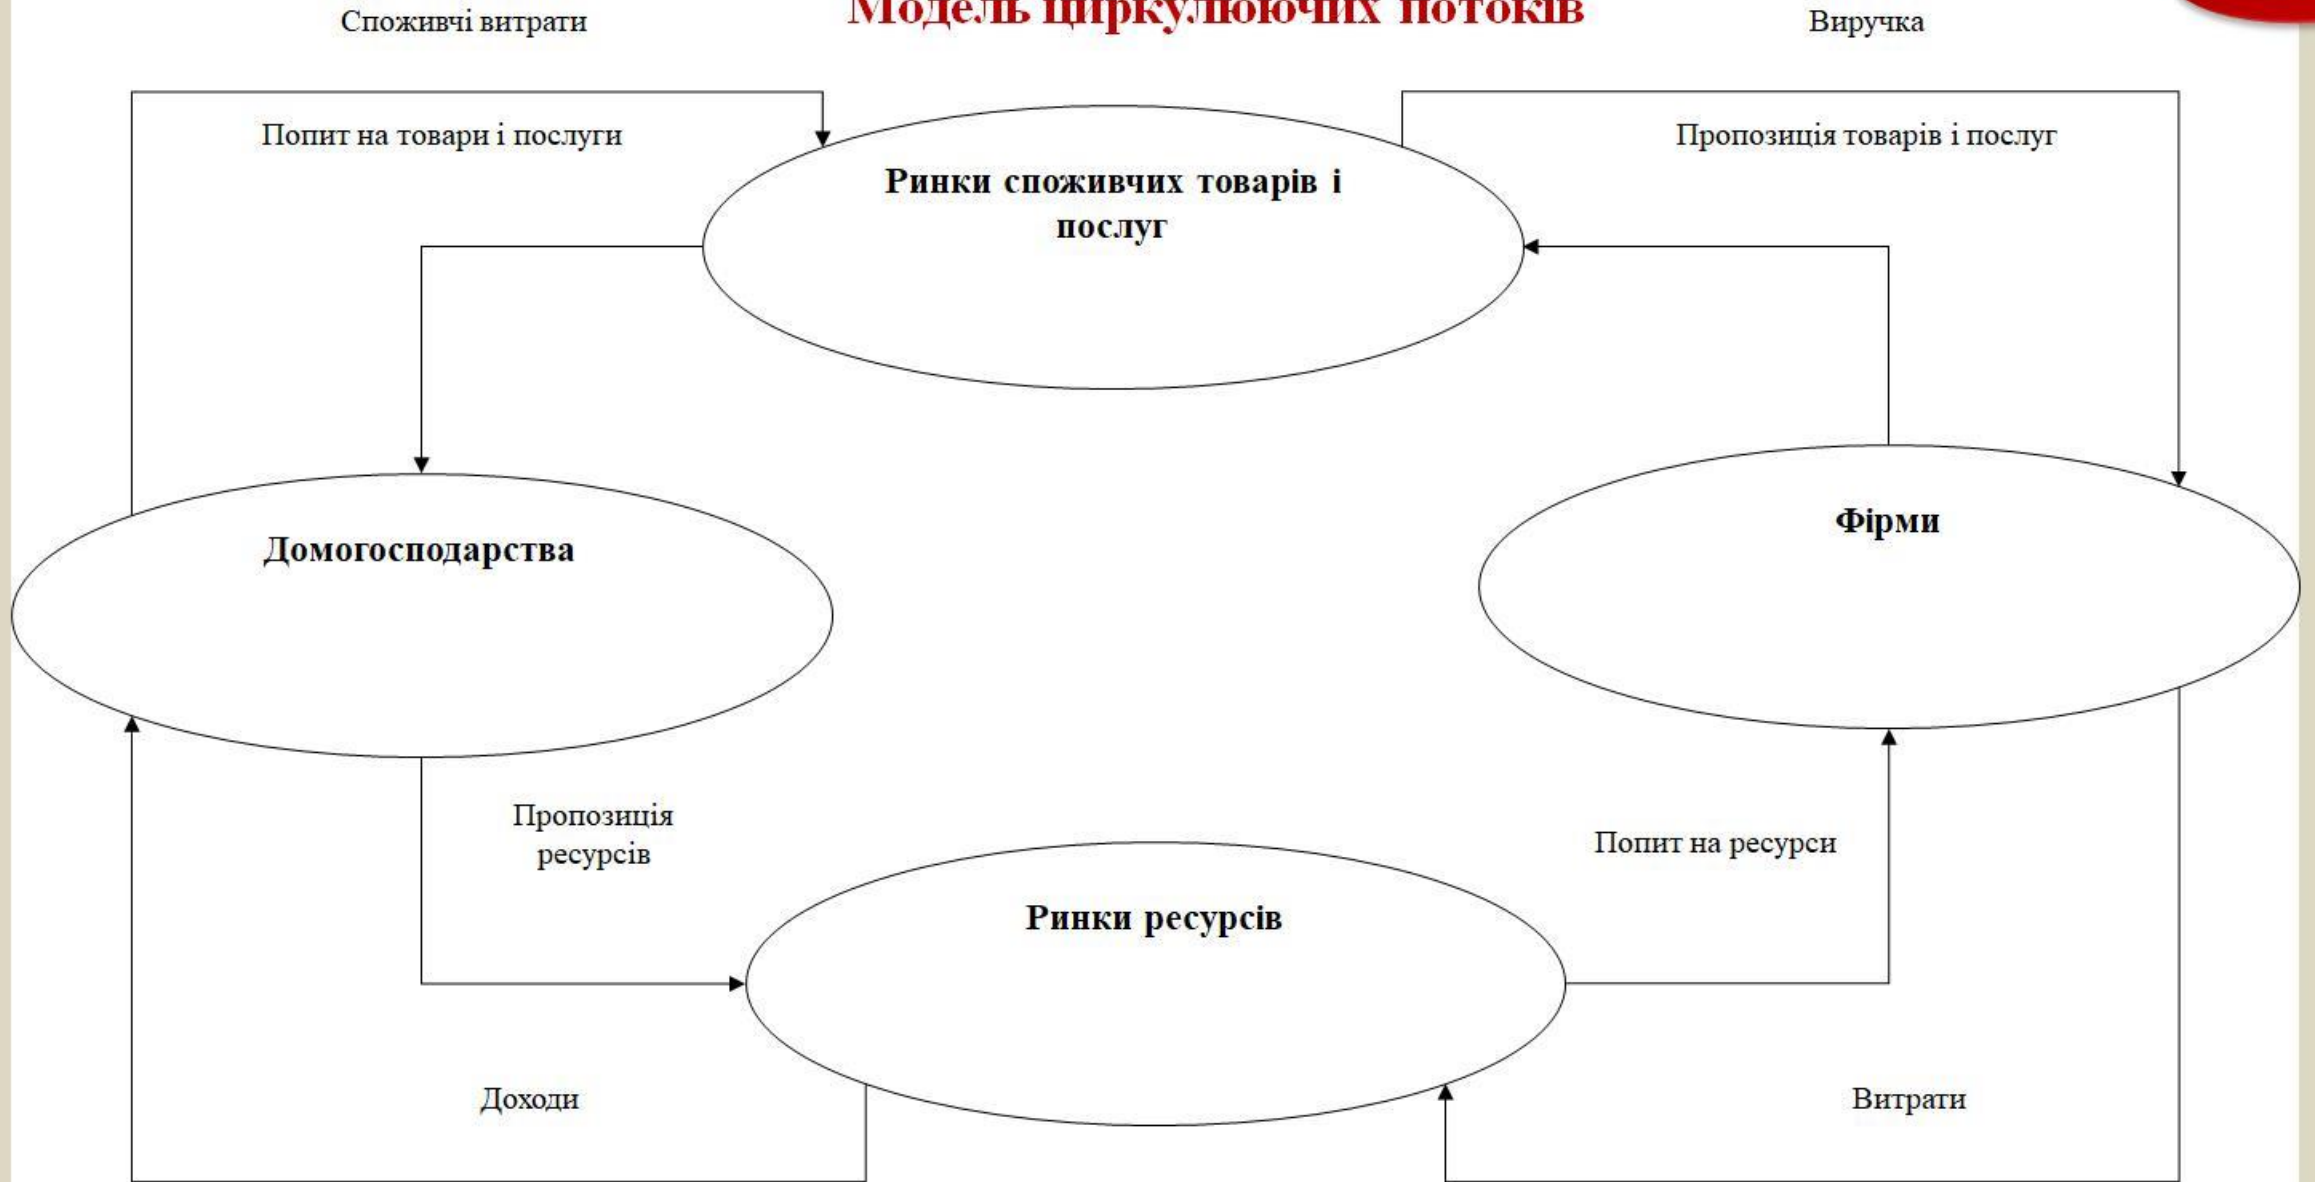 Модель циркулюючих потоків
Споживчі витрати
Виручка
Попит на товари і послуги
Пропозиція товарів і послуг
Ринки споживчих товарів і
послуг
Домогосподарства
Фірми
Пропозиція
ресурсів
Попит на ресурси
Ринки ресурсів
Доходи
Витрати